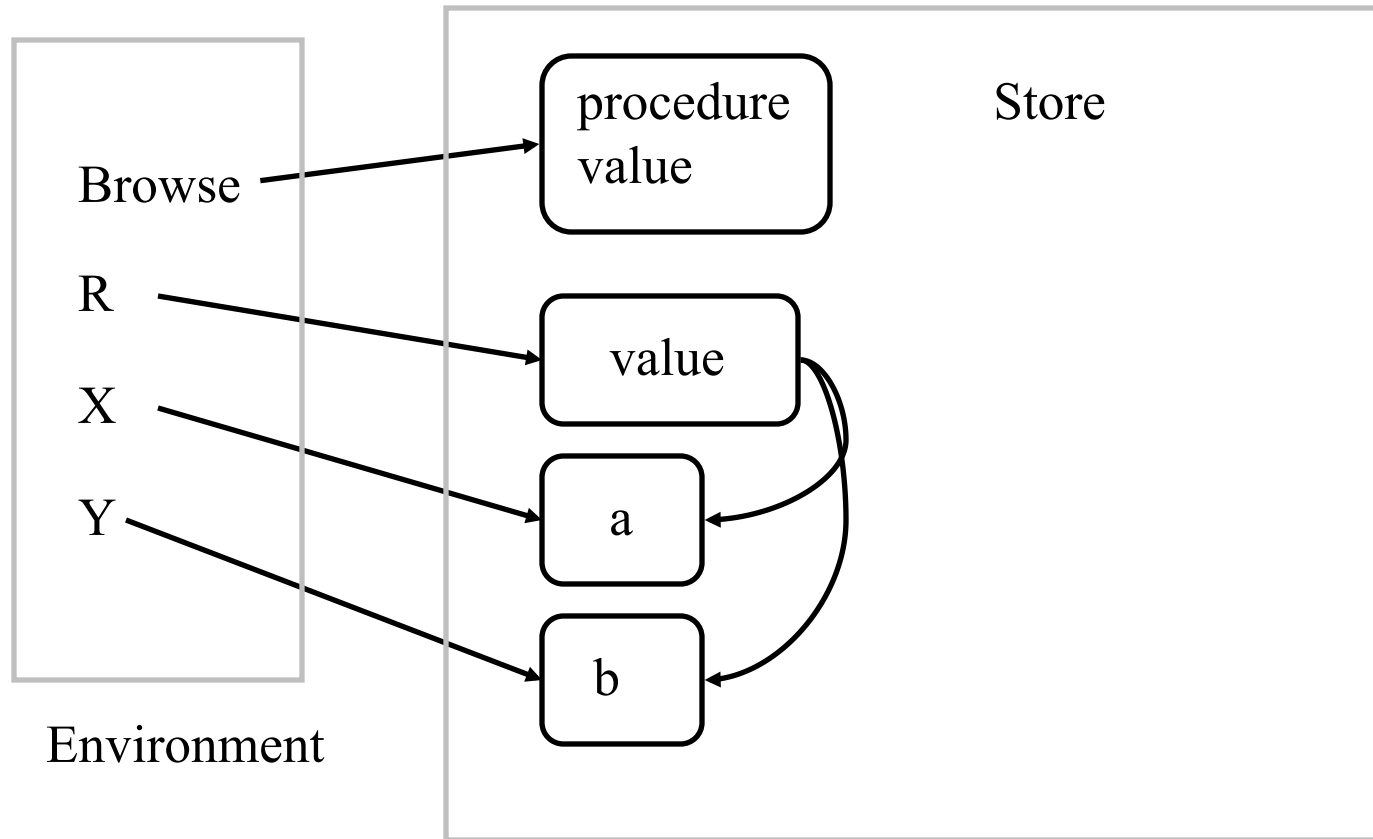 procedure
value
Store
Browse
R
value
X
Y
a
b
Environment